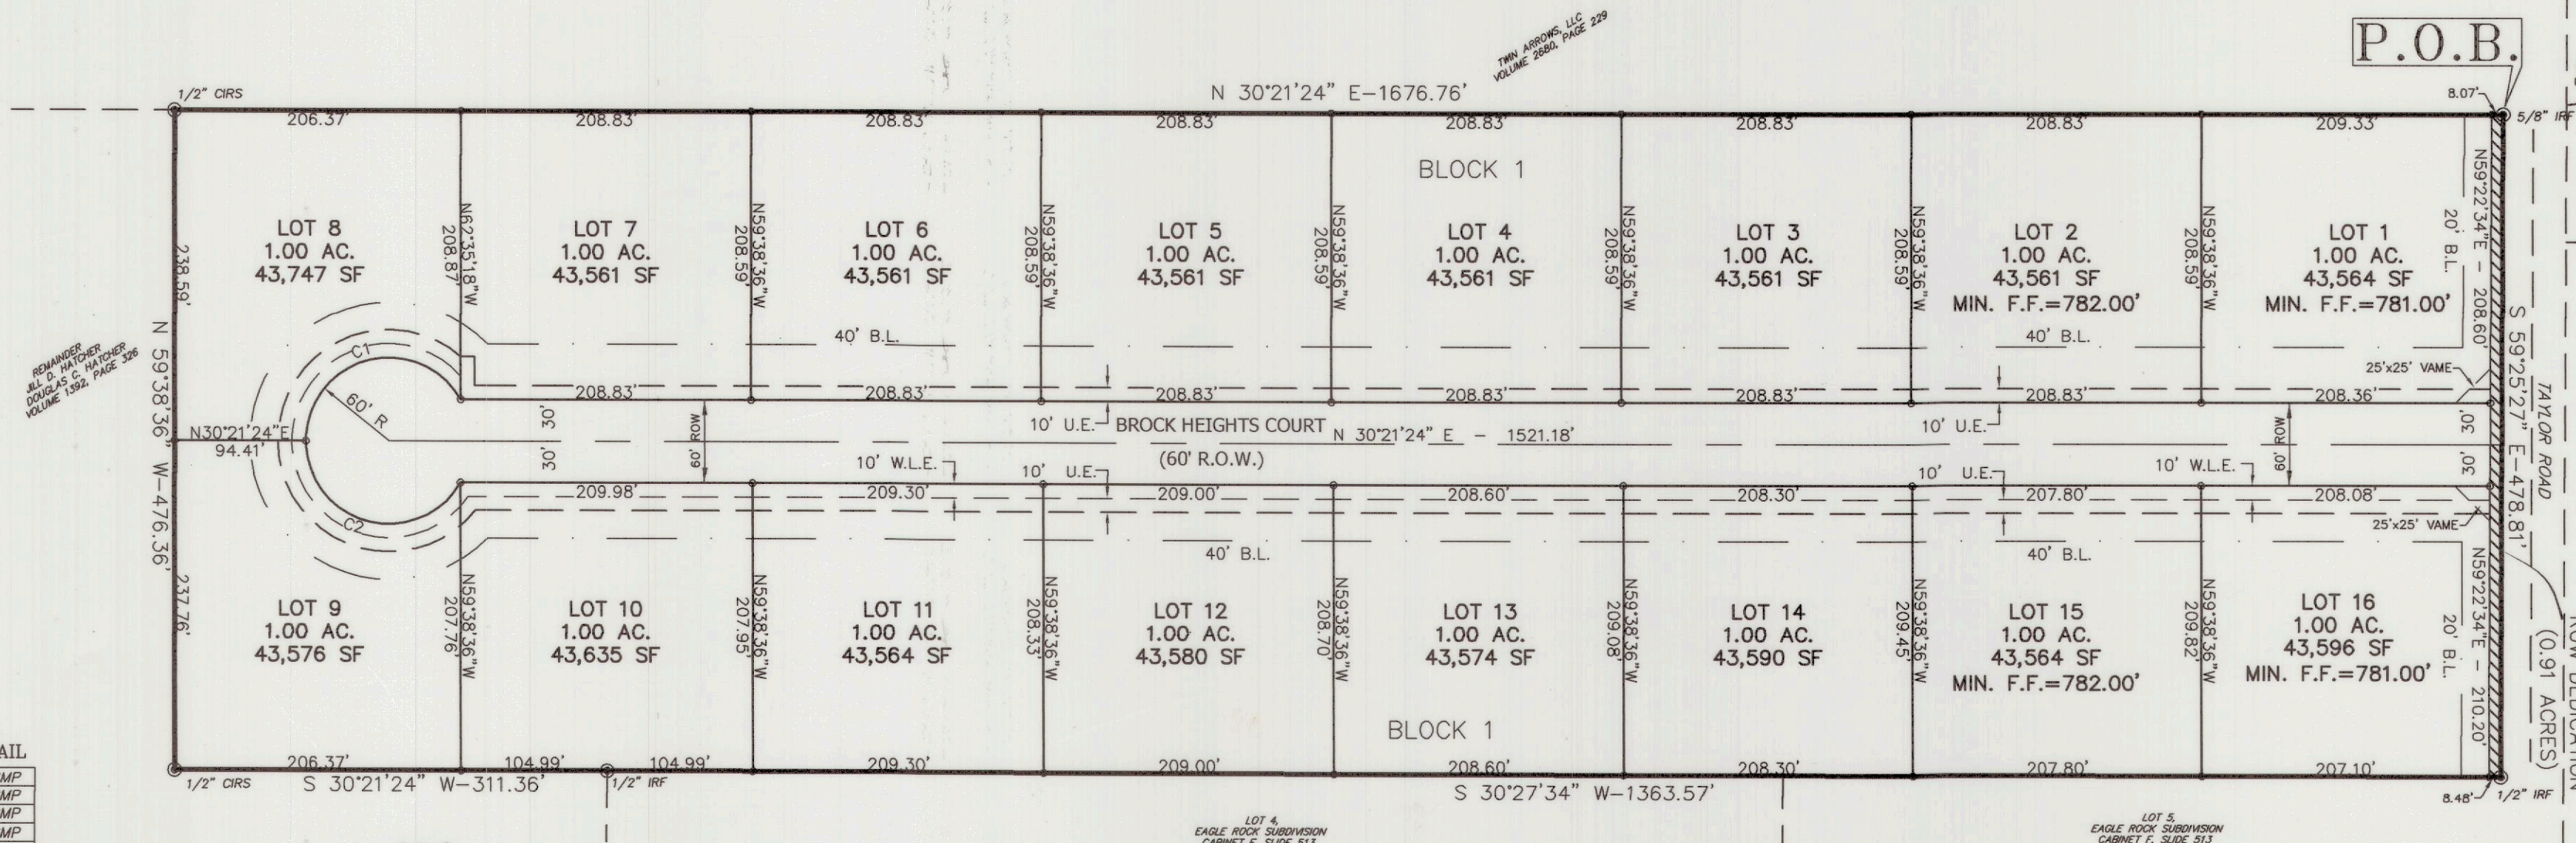 TWIN ARROWS, LLC
VOLUME 2680, PAGE 229
P.O.B.
1/2" CIRS
N 30°21'24" E-1676.76'
8.07'
5/8" IRF
206.37'
208.83'
208.83'
208.83'
208.83'
208.83'
208.83'
209.33'
BLOCK 1
LOT 8
1.00 AC.
43,747 SF
LOT 7
1.00 AC.
43,561 SF
LOT 6
1.00 AC.
43,561 SF
LOT 5
1.00 AC.
43,561 SF
LOT 4
1.00 AC.
43,561 SF
LOT 3
1.00 AC.
43,561 SF
LOT 2
1.00 AC.
43,561 SF
MIN. F.F.=782.00'
LOT 1
1.00 AC.
43,564 SF
MIN. F.F.=781.00'
238.59'
N62°35'18"W
208.87'
N59°38'36"W
208.59'
N59°38'36"W
208.59'
N59°38'36"W
208.59'
N59°38'36"W
208.59'
N59°38'36"W
208.59'
N59°38'36"W
208.59'
20' B.L.
N59°22'34"E - 208.60'
40' B.L.
40' B.L.
25'x25' VAME
REMAINDER
JILL D. HATCHER
DOUGLAS C. HATCHER
VOLUME 1392, PAGE 326
N 59°38'36" W-476.36'
C1
60' R
C2
N30°21'24"E
94.41'
208.83'
208.83'
208.83'
208.83'
208.83'
208.83'
208.36'
30'
30'
60' ROW
10' U.E.
BROCK HEIGHTS COURT
N 30°21'24" E - 1521.18'
(60' R.O.W.)
10' U.E.
60' ROW
30'
30'
S 59°25'27" E-478.81'
TAYLOR ROAD
10' W.L.E.
10' U.E.
10' U.E.
10' W.L.E.
209.98'
209.30'
209.00'
208.60'
208.30'
207.80'
208.08'
25'x25' VAME
40' B.L.
40' B.L.
237.76'
LOT 9
1.00 AC.
43,576 SF
LOT 10
1.00 AC.
43,635 SF
LOT 11
1.00 AC.
43,564 SF
LOT 12
1.00 AC.
43,580 SF
LOT 13
1.00 AC.
43,574 SF
LOT 14
1.00 AC.
43,590 SF
LOT 15
1.00 AC.
43,564 SF
MIN. F.F.=782.00'
LOT 16
1.00 AC.
43,596 SF
MIN. F.F.=781.00'
N59°38'36"W
207.76'
N59°38'36"W
207.95'
N59°38'36"W
208.33'
N59°38'36"W
208.70'
N59°38'36"W
209.08'
N59°38'36"W
209.45'
N59°38'36"W
209.82'
20' B.L.
N59°22'34"E - 210.20'
ROW DEDICATION
(0.91 ACRES)
BLOCK 1
206.37'
104.99'
104.99'
209.30'
209.00'
208.60'
208.30'
207.80'
207.10'
1/2" CIRS
S 30°21'24" W-311.36'
1/2" IRF
S 30°27'34" W-1363.57'
8.48'
1/2" IRF
AIL
MP
MP
MP
MP
LOT 4,
EAGLE ROCK SUBDIVISION
CABINET F, SLIDE 513
LOT 5,
EAGLE ROCK SUBDIVISION
CABINET F, SLIDE 513